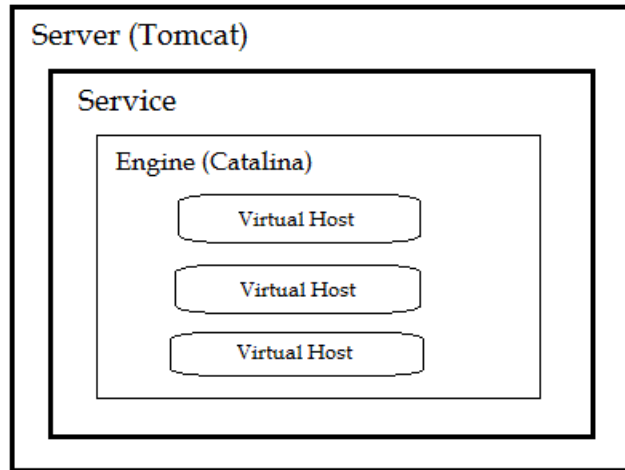 Server (Tomcat)
Service
Engine (Catalina)
Virtual Host
Virtual Host
Virtual Host